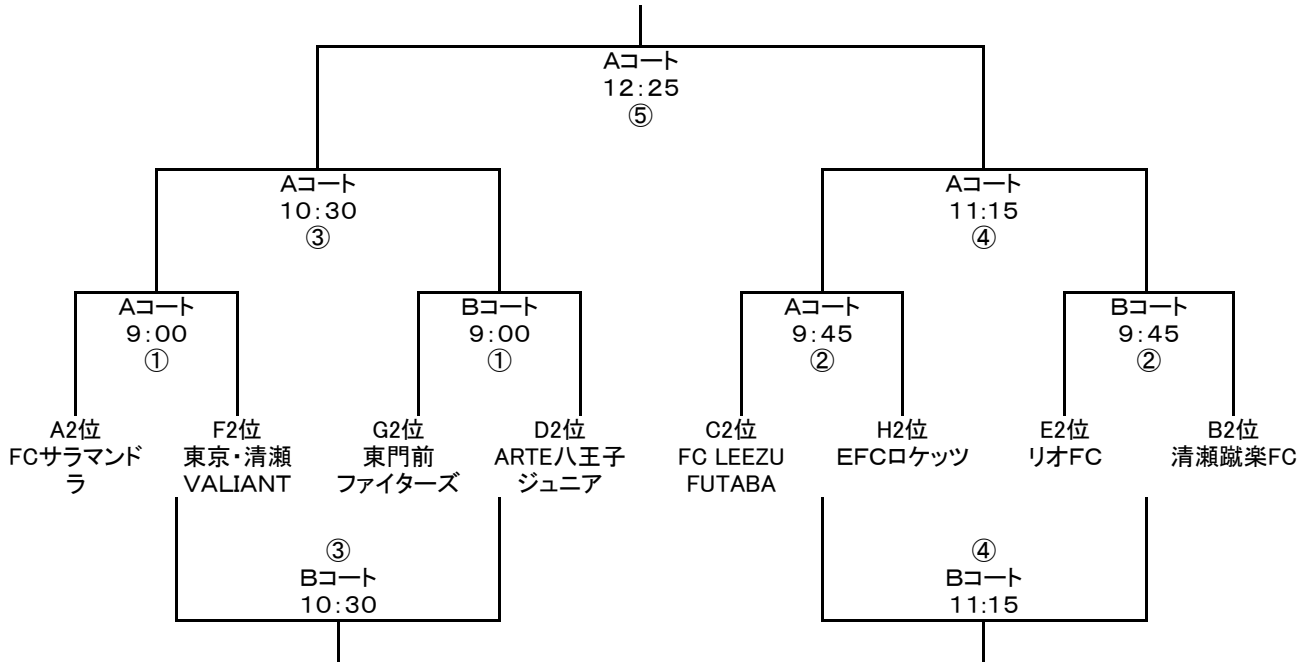 Aコート
12:25
⑤
Aコート
10:30
③
Aコート
11:15
④
Aコート
9:00
①
Bコート
9:00
①
Aコート
9:45
②
Bコート
9:45
②
A2位
FCサラマンド
ラ
F2位
東京・清瀬
VALIANT
G2位
東門前
ファイターズ
D2位
ARTE八王子
ジュニア
C2位
FC LEEZU
FUTABA
H2位
EFCロケッツ
E2位
リオFC
B2位
清瀬蹴楽FC
③
Bコート
10:30
④
Bコート
11:15